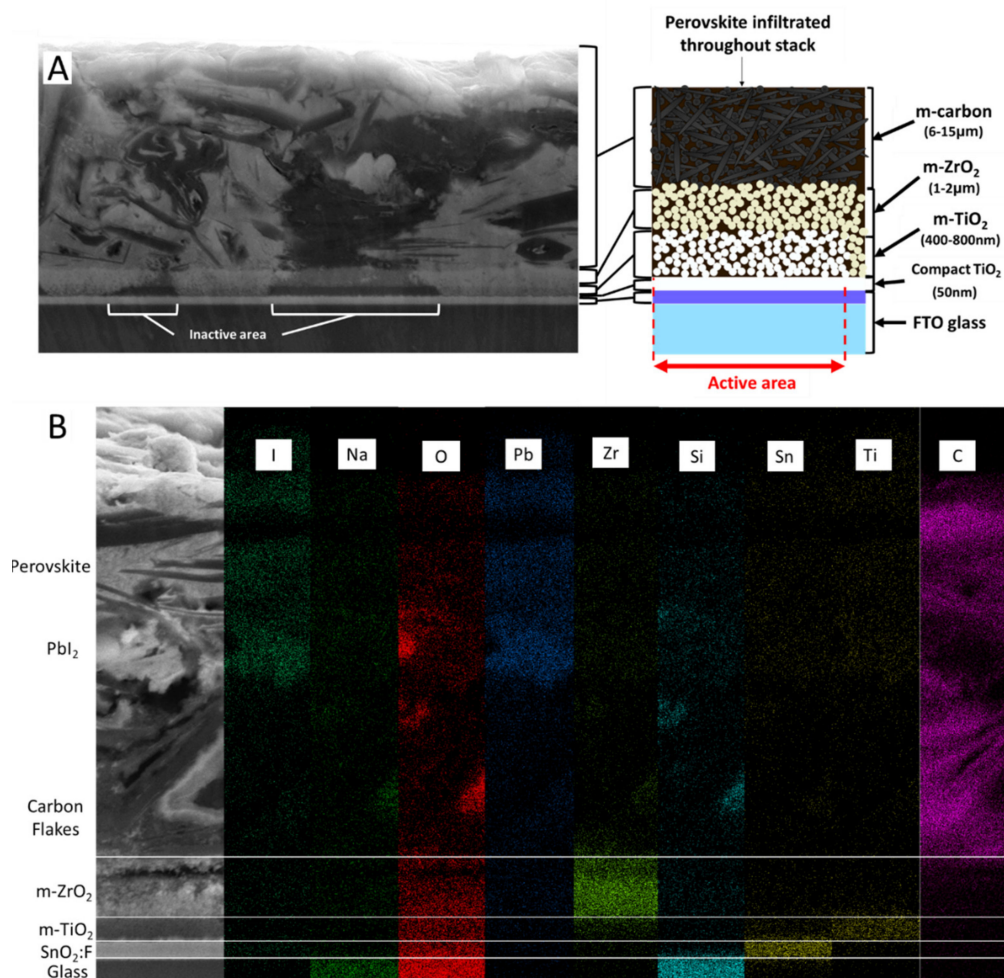 A
Inactive area
Perovskite infiltrated
throughout stack
m-carbon
(6-15µm)
m-ZrO₂
(1-2µm)
m-TiO₂
(400-800nm)
Compact TiO₂
(50nm)
FTO glass
Active area
B
I Na O Pb Zr Si Sn Ti C
Perovskite
PbI₂
Carbon
Flakes
m-ZrO₂
m-TiO₂
SnO₂:F
Glass